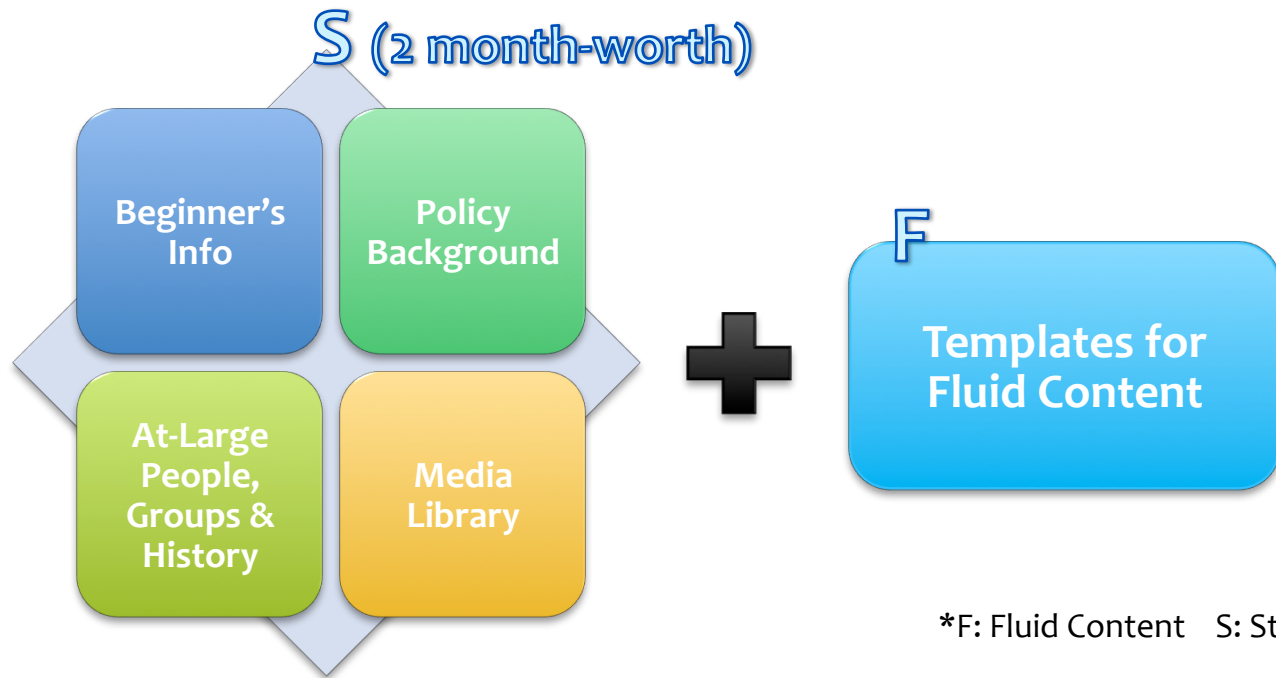 S (2 month-worth)
Beginner’s
Info
Policy
Background
At-Large
People,
Groups &
History
Media
Library
F
Templates for
Fluid Content
*F: Fluid Content S: